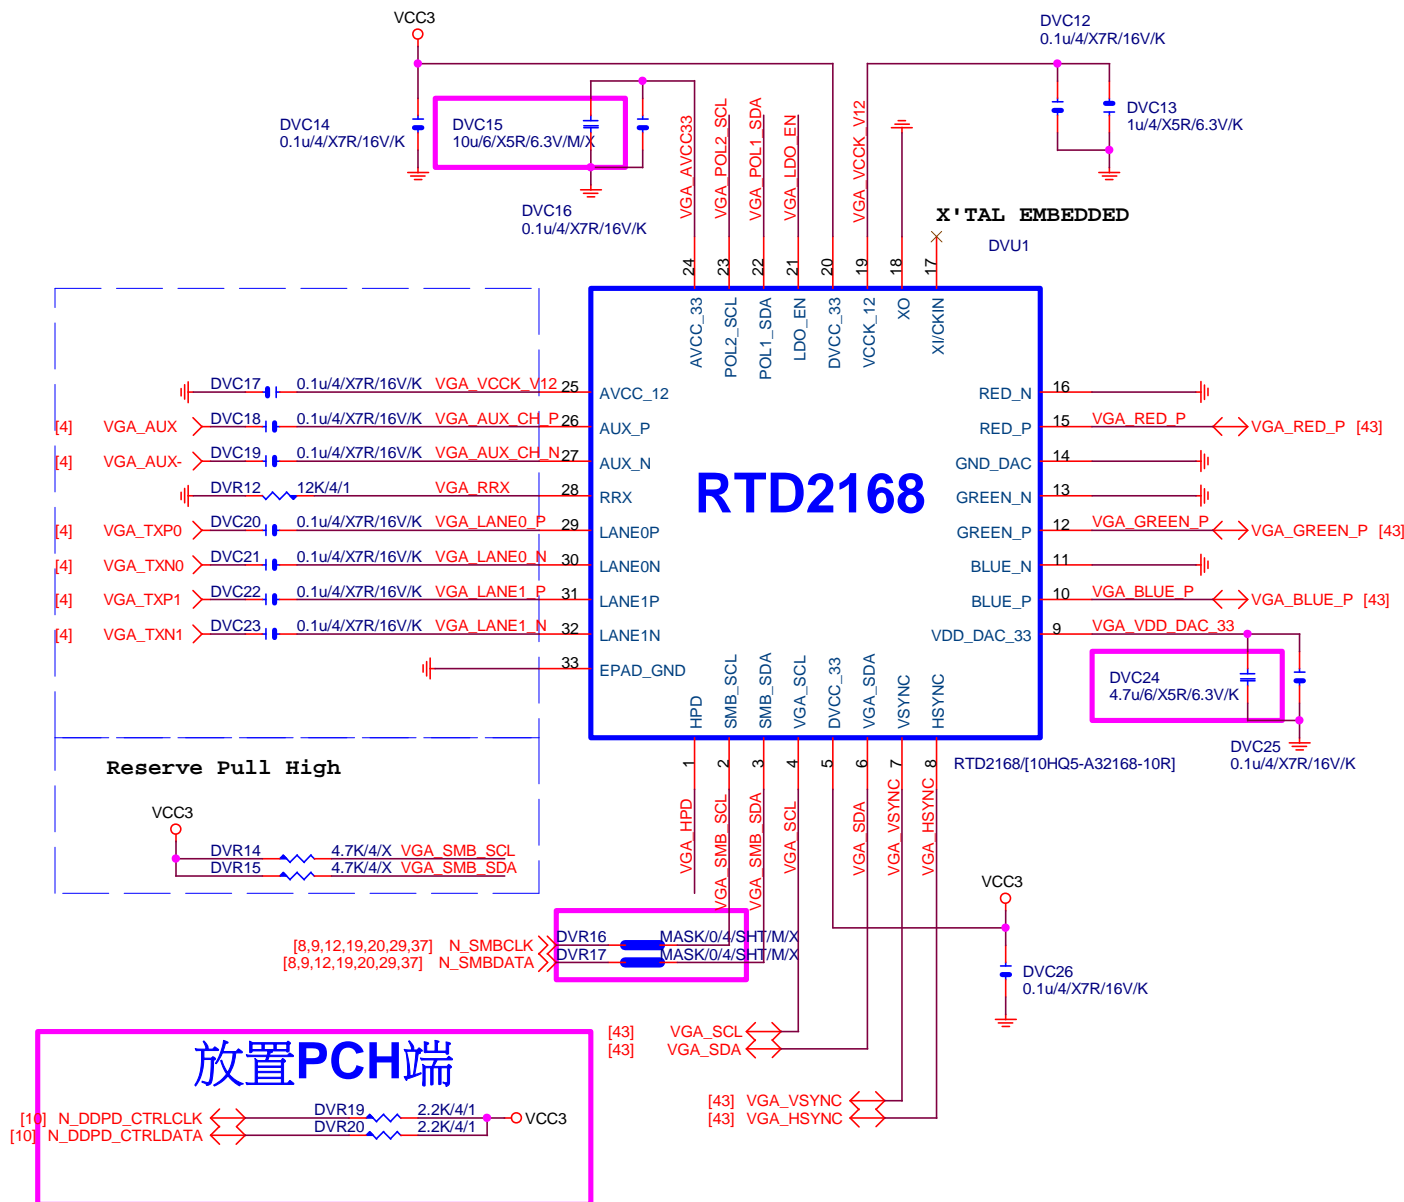 VCC3
DVC12
0.1u/4/X7R/16V/K
DVC14
0.1u/4/X7R/16V/K
DVC15
10u/6/X5R/6.3V/M/X
DVC13
1u/4/X5R/6.3V/K
DVC16
0.1u/4/X7R/16V/K
VGA_AVCC33
VGA_POL2_SCL
VGA_POL1_SDA
VGA_LDO_EN
VGA_VCCK_V12
X'TAL EMBEDDED
DVU1
24
23
22
21
20
19
18
17
AVCC_33
POL2_SCL
POL1_SDA
LDO_EN
DVCC_33
VCCK_12
XO
XI/CKIN
DVC17 0.1u/4/X7R/16V/K VGA_VCCK_V12 25 AVCC_12
[4] VGA_AUX DVC18 0.1u/4/X7R/16V/K VGA_AUX_CH_P 26 AUX_P
[4] VGA_AUX- DVC19 0.1u/4/X7R/16V/K VGA_AUX_CH_N 27 AUX_N
DVR12 12K/4/1 VGA_RRX 28 RRX
[4] VGA_TXP0 DVC20 0.1u/4/X7R/16V/K VGA_LANE0_P 29 LANE0P
[4] VGA_TXN0 DVC21 0.1u/4/X7R/16V/K VGA_LANE0_N 30 LANE0N
[4] VGA_TXP1 DVC22 0.1u/4/X7R/16V/K VGA_LANE1_P 31 LANE1P
[4] VGA_TXN1 DVC23 0.1u/4/X7R/16V/K VGA_LANE1_N 32 LANE1N
33 EPAD_GND
RTD2168
RED_N 16
RED_P 15 VGA_RED_P VGA_RED_P [43]
GND_DAC 14
GREEN_N 13
GREEN_P 12 VGA_GREEN_P VGA_GREEN_P [43]
BLUE_N 11
BLUE_P 10 VGA_BLUE_P VGA_BLUE_P [43]
VDD_DAC_33 9 VGA_VDD_DAC_33
DVC24
4.7u/6/X5R/6.3V/K
DVC25
0.1u/4/X7R/16V/K
HPD
SMB_SCL
SMB_SDA
VGA_SCL
DVCC_33
VGA_SDA
VSYNC
HSYNC
1
2
3
4
5
6
7
8
RTD2168/[10HQ5-A32168-10R]
VGA_HPD
VGA_SMB_SCL
VGA_SMB_SDA
VGA_SCL
VGA_SDA
VGA_VSYNC
VGA_HSYNC
Reserve Pull High
VCC3
DVR14 4.7K/4/X VGA_SMB_SCL
DVR15 4.7K/4/X VGA_SMB_SDA
VCC3
DVC26
0.1u/4/X7R/16V/K
[8,9,12,19,20,29,37] N_SMBCLK DVR16 MASK/0/4/SHT/M/X
[8,9,12,19,20,29,37] N_SMBDATA DVR17 MASK/0/4/SHT/M/X
[43] VGA_SCL
[43] VGA_SDA
[43] VGA_VSYNC
[43] VGA_HSYNC
放置PCH端
[10] N_DDPD_CTRLCLK DVR19 2.2K/4/1 VCC3
[10] N_DDPD_CTRLDATA DVR20 2.2K/4/1